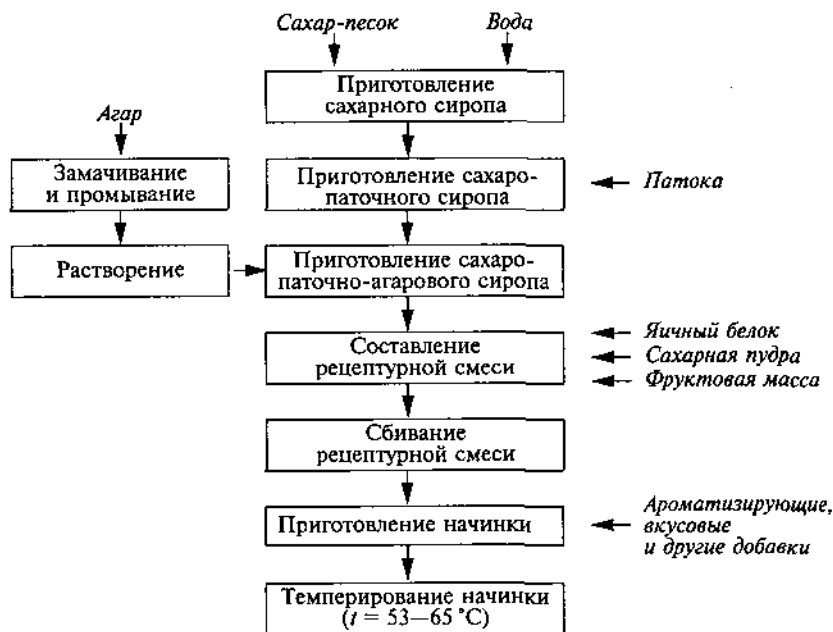 Сахар-песок
Вода
Приготовление
сахарного сиропа
Агар
Замачивание
и промывание
Приготовление сахаро-
паточного сиропа
Патока
Растворение
Приготовление сахаро-
паточно-агарового сиропа
Составление
рецептурной смеси
Яичный белок
Сахарная пудра
Фруктовая масса
Сбивание
рецептурной смеси
Приготовление начинки
Ароматизирующие,
вкусовые
и другие добавки
Темперирование начинки
(t = 53—65 °C)